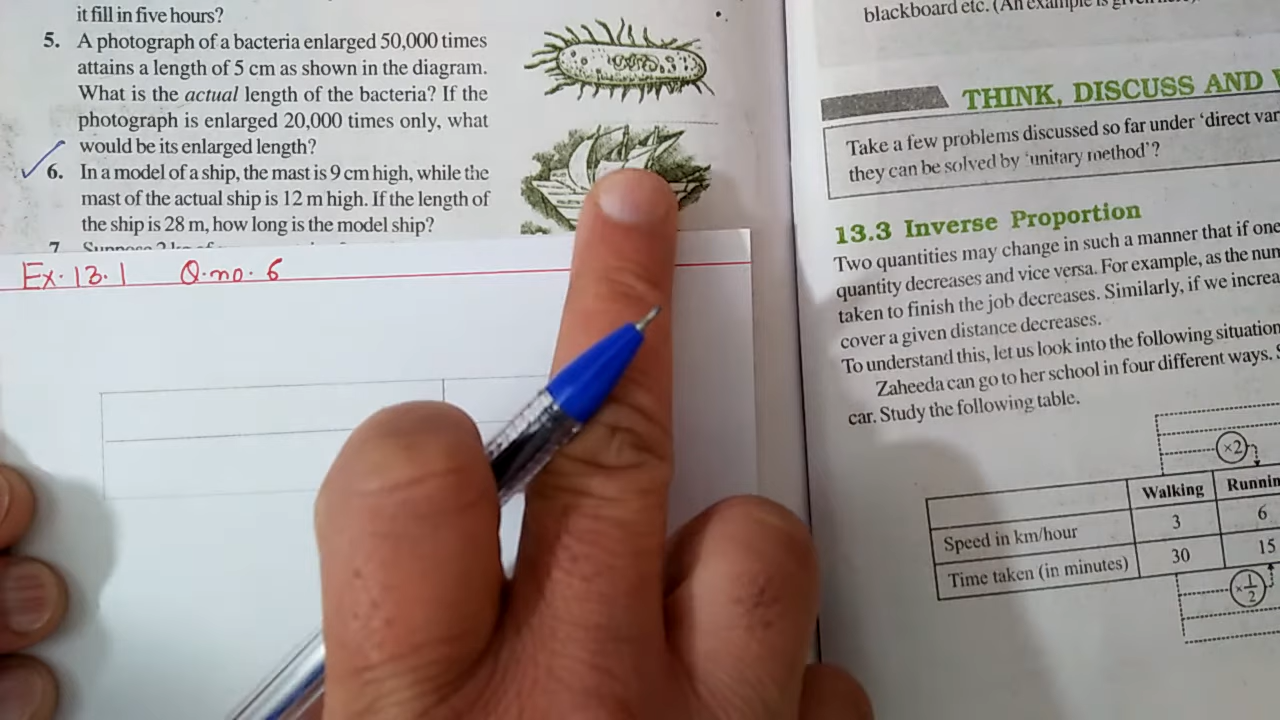 it fill in five hours?
5. A photograph of a bacteria enlarged 50,000 times
attains a length of 5 cm as shown in the diagram.
What is the actual length of the bacteria? If the
photograph is enlarged 20,000 times only, what
would be its enlarged length?
6. In a model of a ship, the mast is 9 cm high, while the
mast of the actual ship is 12 m high. If the length of
the ship is 28 m, how long is the model ship?
7.
Ex. 13.1 Q.no. 6
blackboard etc. (An example is
THINK, DISCUSS AND
Take a few problems discussed so far under 'direct
they can be solved by 'unitary method'?
13.3 Inverse Proportion
Two quantities may change in such a manner that if one
quantity decreases and vice versa. For example, as the
taken to finish the job decreases. Similarly, if we
cover a given distance decreases.
To understand this, let us look into the following
Zaheeda can go to her school in four different ways.
car. Study the following table.
×2
Walking
Speed in km/hour 3 6
Time taken (in minutes) 30 15
×1/2